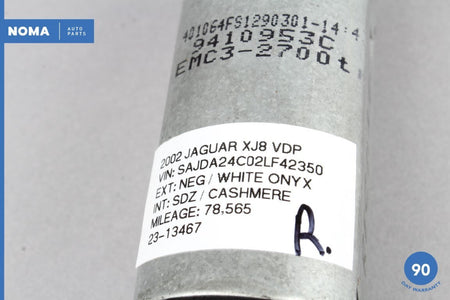 NOMA AUTO PARTS
401064FS1290301-14:4
9410953C
EMC3-2700t
2002 JAGUAR XJ8 VDP
VIN: SAJDA24C02LF42350
EXT: NEG / WHITE ONYX
INT: SDZ / CASHMERE
MILEAGE: 78,565
23-13467
R.
90
DAY WARRANTY